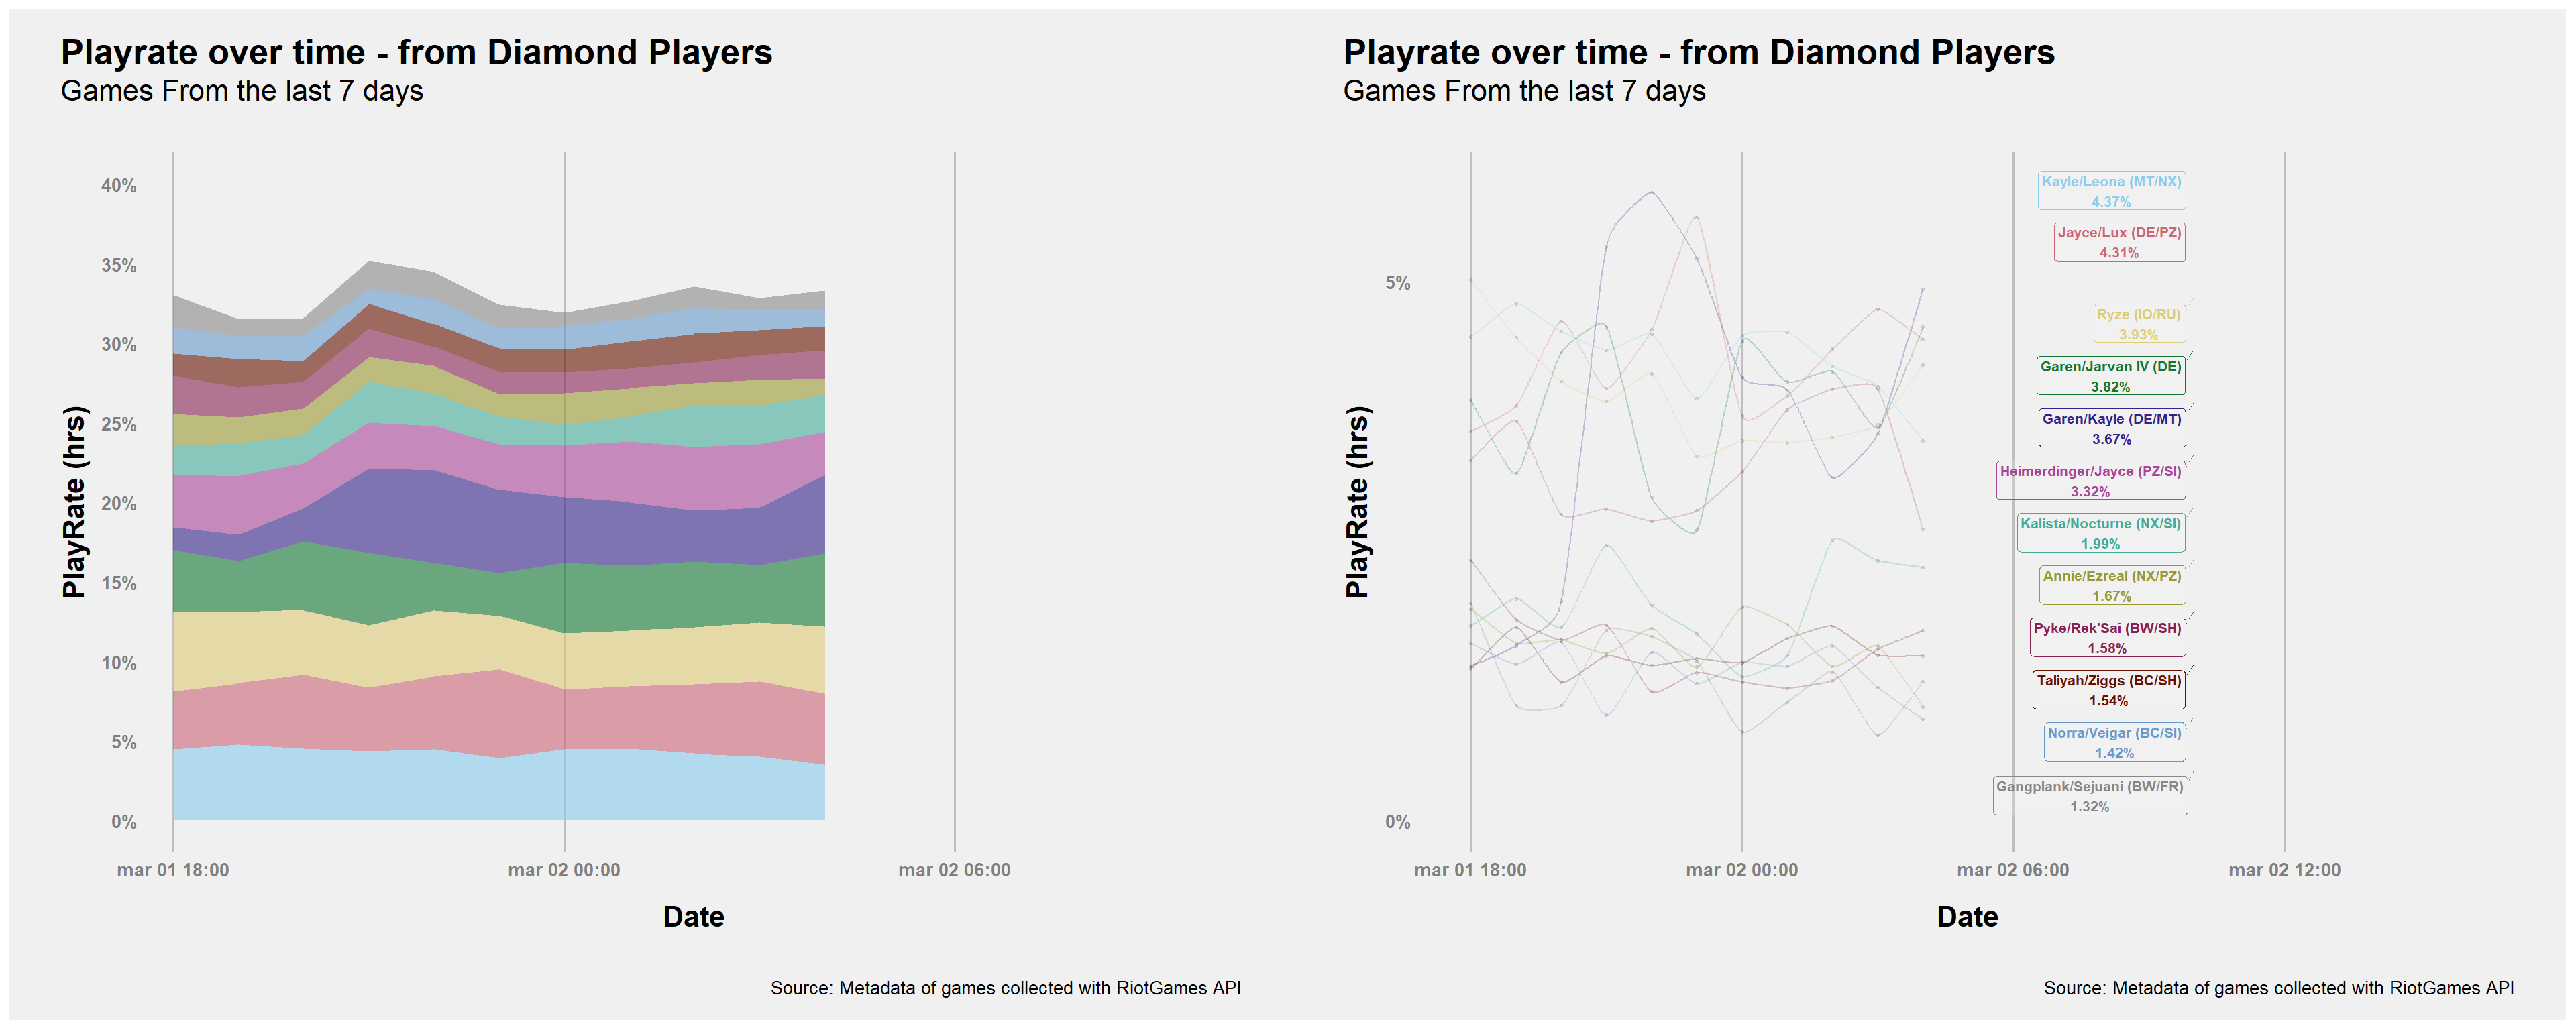 Playrate over time - from Diamond Players
Games From the last 7 days
40%
35%
30%
25%
20%
15%
10%
5%
0%
PlayRate (hrs)
mar 01 18:00
mar 02 00:00
mar 02 06:00
Date
Source: Metadata of games collected with RiotGames API
Playrate over time - from Diamond Players
Games From the last 7 days
5%
0%
PlayRate (hrs)
Kayle/Leona (MT/NX)
4.37%
Jayce/Lux (DE/PZ)
4.31%
Ryze (IO/RU)
3.93%
Garen/Jarvan IV (DE)
3.82%
Garen/Kayle (DE/MT)
3.67%
Heimerdinger/Jayce (PZ/SI)
3.32%
Kalista/Nocturne (NX/SI)
1.99%
Annie/Ezreal (NX/PZ)
1.67%
Pyke/Rek'Sai (BW/SH)
1.58%
Taliyah/Ziggs (BC/SH)
1.54%
Norra/Veigar (BC/SI)
1.42%
Gangplank/Sejuani (BW/FR)
1.32%
mar 01 18:00
mar 02 00:00
mar 02 06:00
mar 02 12:00
Date
Source: Metadata of games collected with RiotGames API